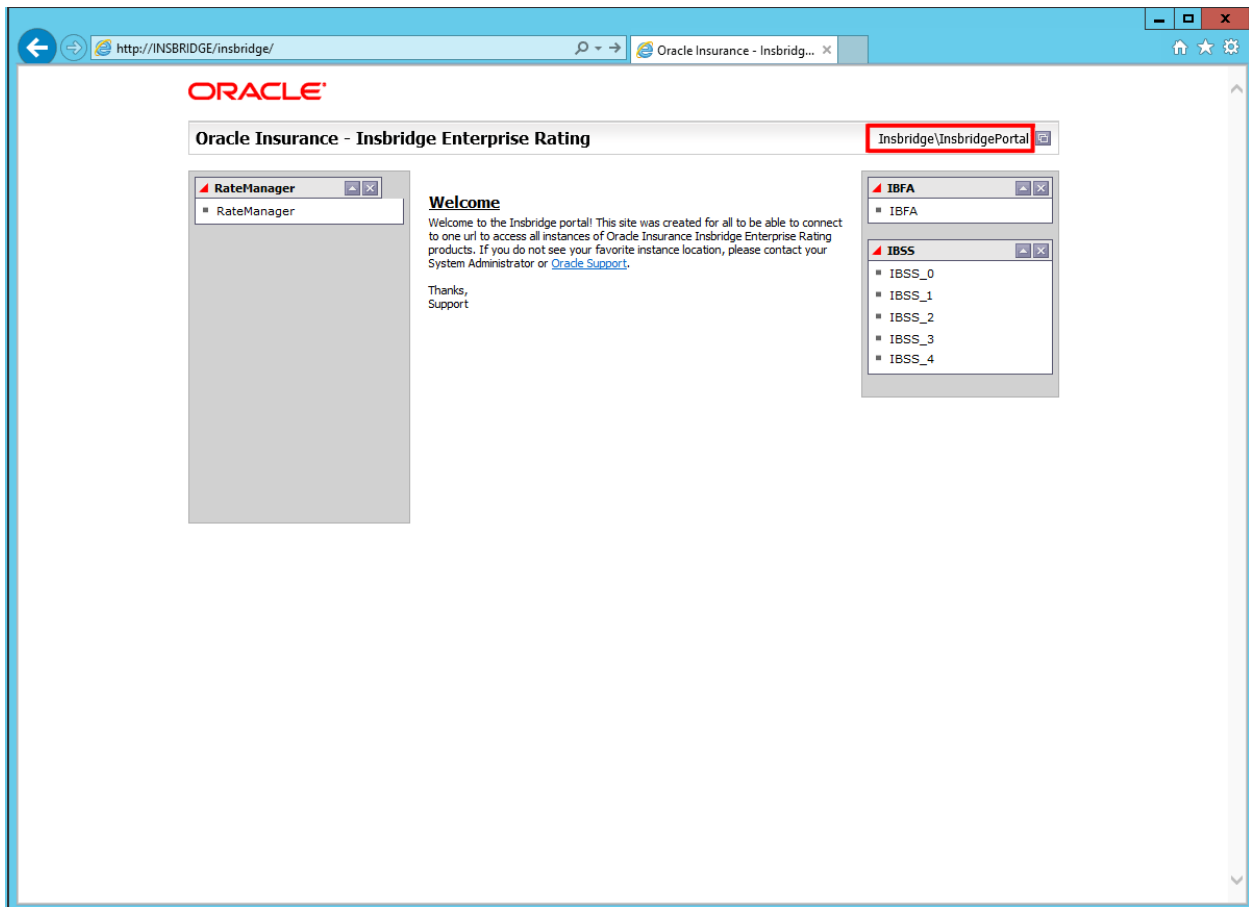 http://INSBRIDGE/insbridge/
Oracle Insurance - Insbridg...
ORACLE
Oracle Insurance - Insbridge Enterprise Rating
Insbridge\InsbridgePortal
RateManager
RateManager
Welcome
Welcome to the Insbridge portal! This site was created for all to be able to connect
to one url to access all instances of Oracle Insurance Insbridge Enterprise Rating
products. If you do not see your favorite instance location, please contact your
System Administrator or Oracle Support.
Thanks,
Support
IBFA
IBFA
IBSS
IBSS_0
IBSS_1
IBSS_2
IBSS_3
IBSS_4